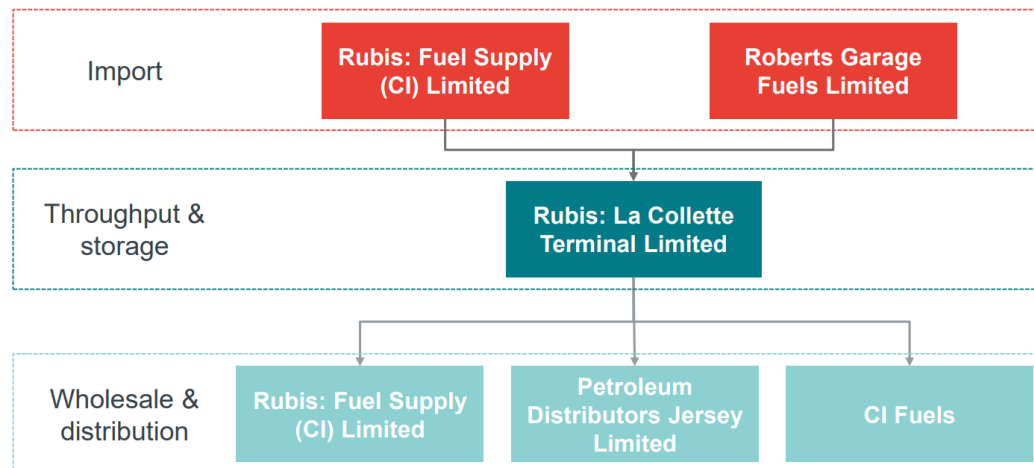 Import
Rubis: Fuel Supply
(CI) Limited
Roberts Garage
Fuels Limited
Throughput &
storage
Rubis: La Collette
Terminal Limited
Wholesale &
distribution
Rubis: Fuel Supply
(CI) Limited
Petroleum
Distributors Jersey
Limited
CI Fuels